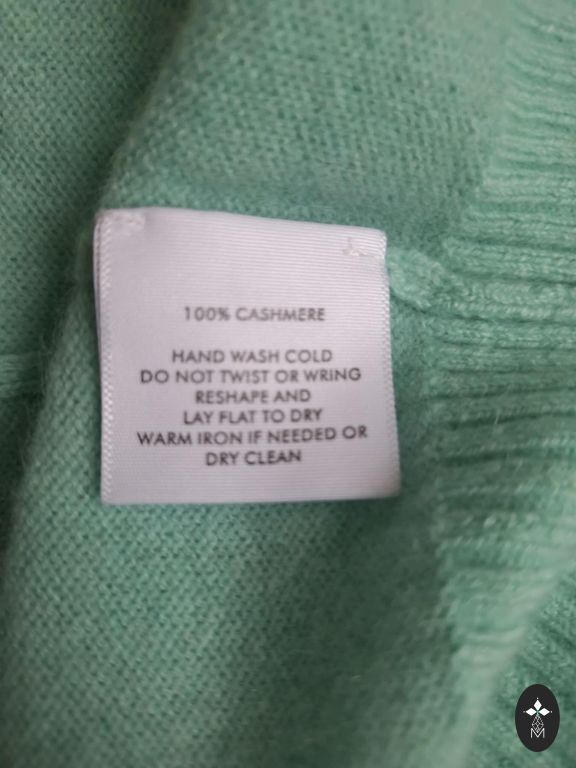 100% CASHMERE
HAND WASH COLD
DO NOT TWIST OR WRING
RESHAPE AND
LAY FLAT TO DRY
WARM IRON IF NEEDED OR
DRY CLEAN
M